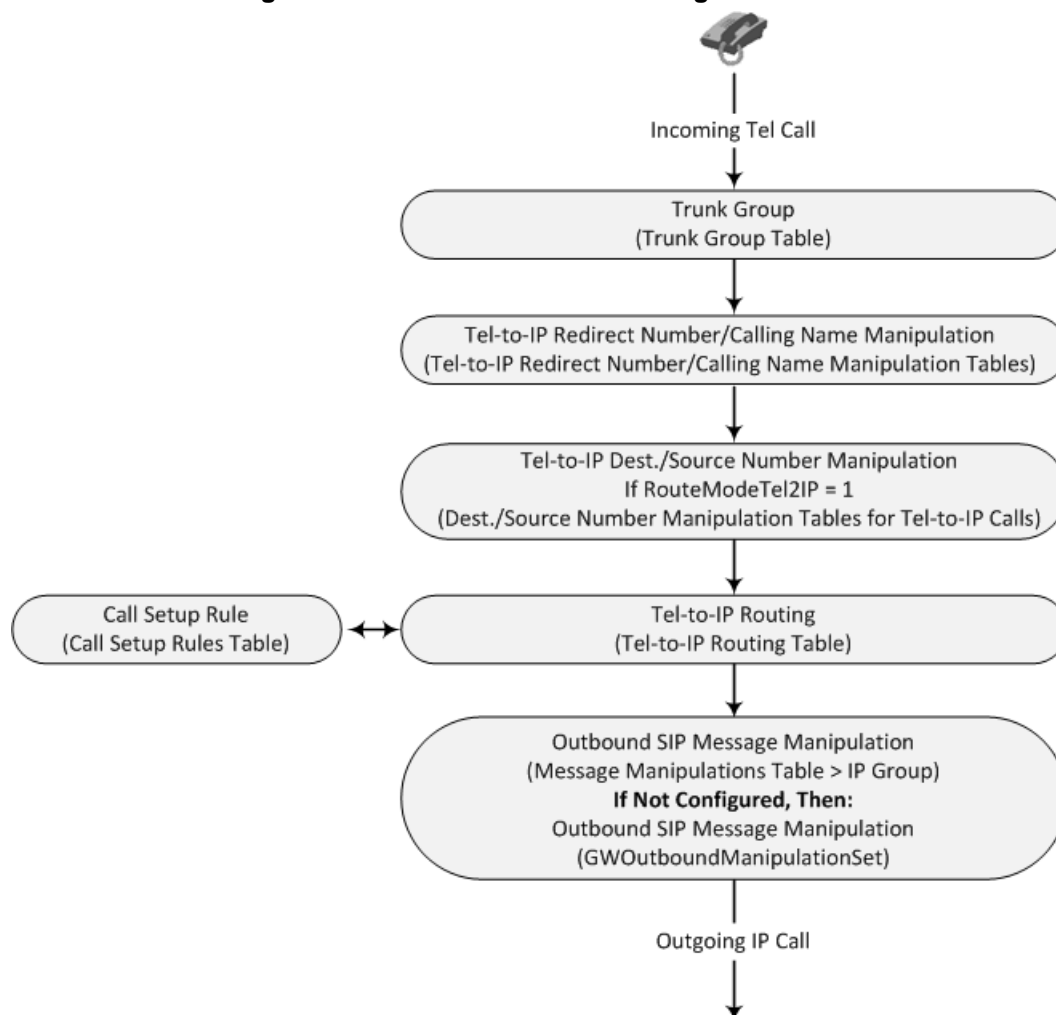 Incoming Tel Call
Trunk Group
(Trunk Group Table)
Tel-to-IP Redirect Number/Calling Name Manipulation
(Tel-to-IP Redirect Number/Calling Name Manipulation Tables)
Tel-to-IP Dest./Source Number Manipulation
If RouteModeTel2IP = 1
(Dest./Source Number Manipulation Tables for Tel-to-IP Calls)
Call Setup Rule
(Call Setup Rules Table)
Tel-to-IP Routing
(Tel-to-IP Routing Table)
Outbound SIP Message Manipulation
(Message Manipulations Table > IP Group)
If Not Configured, Then:
Outbound SIP Message Manipulation
(GWOutboundManipulationSet)
Outgoing IP Call